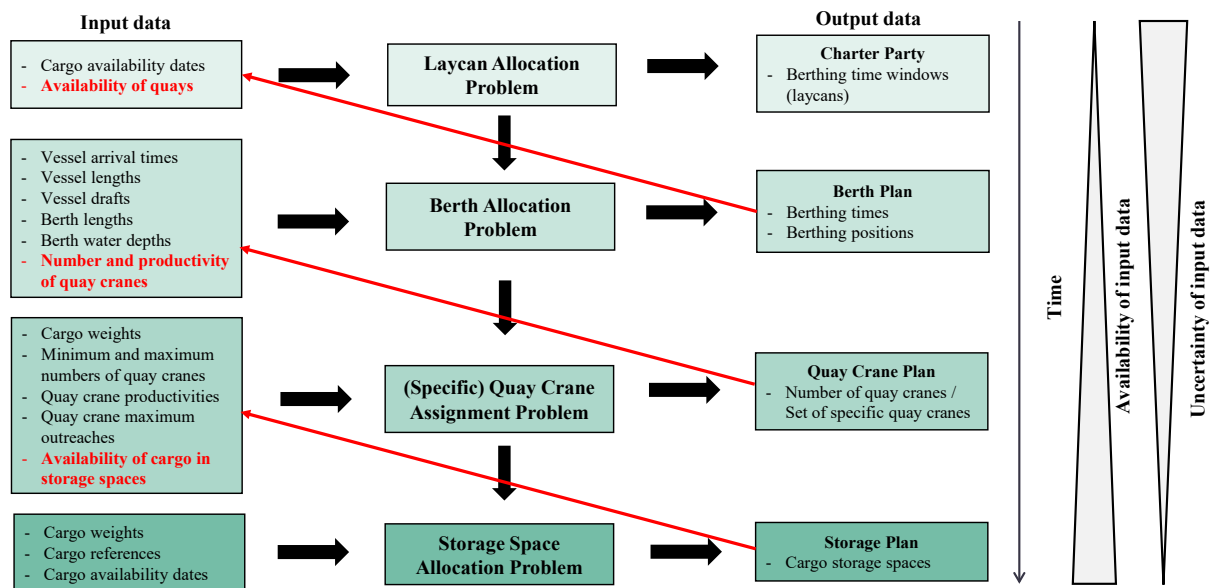 Input data
Output data
- Cargo availability dates
- Availability of quays
Laycan Allocation
Problem
Charter Party
- Berthing time windows
(laycans)
- Vessel arrival times
- Vessel lengths
- Vessel drafts
- Berth lengths
- Berth water depths
- Number and productivity
of quay cranes
Berth Allocation
Problem
Berth Plan
- Berthing times
- Berthing positions
- Cargo weights
- Minimum and maximum
numbers of quay cranes
- Quay crane productivities
- Quay crane maximum
outreaches
- Availability of cargo in
storage spaces
(Specific) Quay Crane
Assignment Problem
Quay Crane Plan
- Number of quay cranes /
Set of specific quay cranes
- Cargo weights
- Cargo references
- Cargo availability dates
Storage Space
Allocation Problem
Storage Plan
- Cargo storage spaces
Time
Availability of input data
Uncertainty of input data